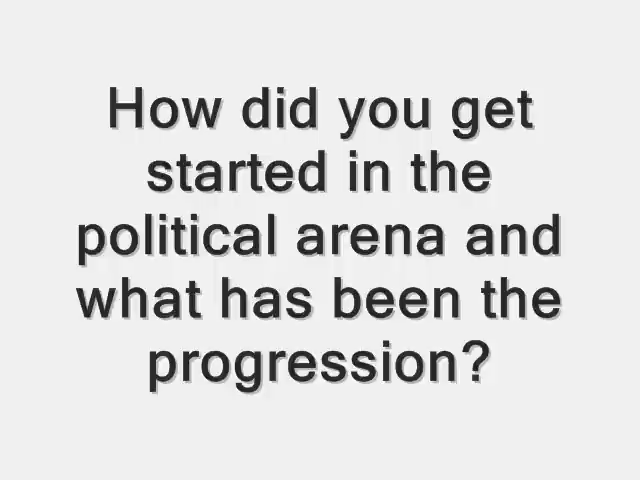 How did you get
started in the
political arena and
what has been the
progression?